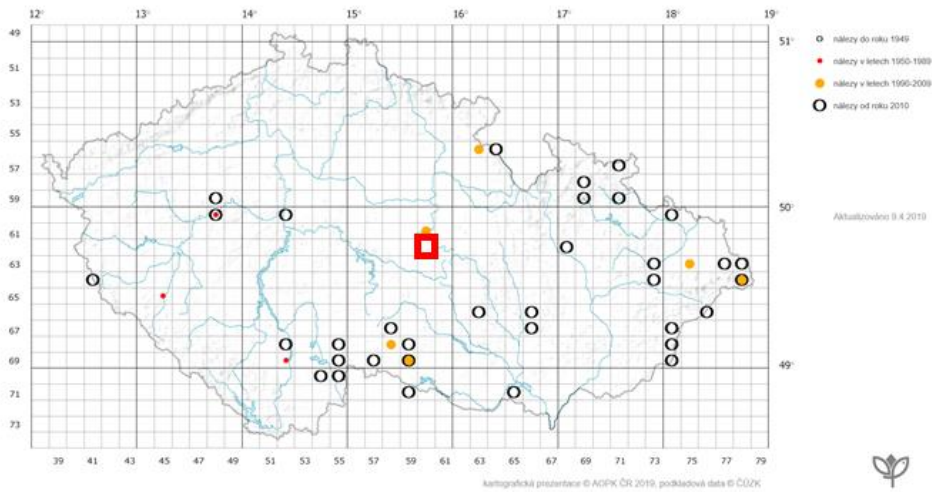 12° 13° 14° 15° 16° 17° 18° 19°
49 51°
51
53
55
57
59 50°
61
63
65
67
69 49°
71
73
39 41 43 45 47 49 51 53 55 57 59 61 63 65 67 69 71 73 75 77 79
nálezy do roku 1949
nálezy v letech 1950-1989
nálezy v letech 1990-2009
nálezy od roku 2010
Aktualizováno 9.4.2019
kartografická prezentace © AOPK ČR 2019, podkladová data © ČÚZK